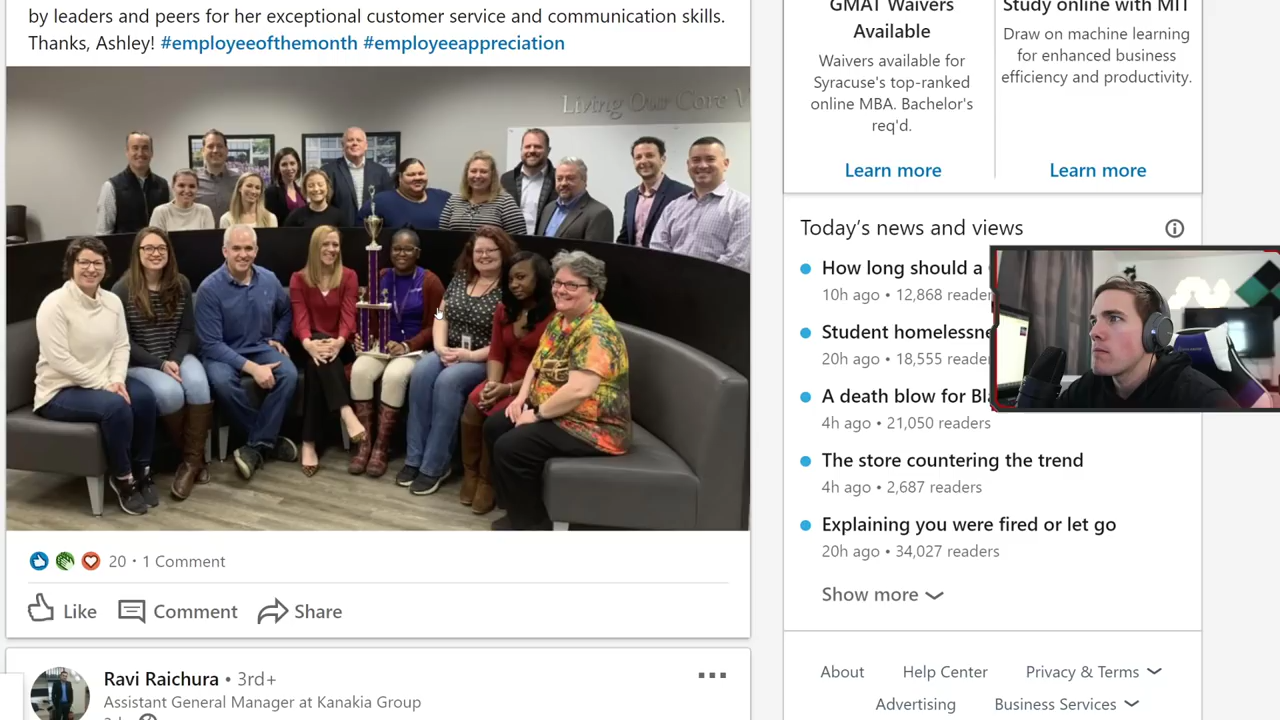 by leaders and peers for her exceptional customer service and communication skills.
Thanks, Ashley! #employeeofthemonth #employeeappreciation
Living Our Core
20 • 1 Comment
Like
Comment
Share
Ravi Raichura • 3rd+
Assistant General Manager at Kanakia Group
GMAT Waivers
Available
Waivers available for
Syracuse's top-ranked
online MBA. Bachelor's
req'd.
Learn more
Study online with MIT
Draw on machine learning
for enhanced business
efficiency and productivity.
Learn more
Today's news and views
How long should a
10h ago • 12,868 reader
Student homelessne
20h ago • 18,555 reade
A death blow for Bl
4h ago • 21,050 readers
The store countering the trend
4h ago • 2,687 readers
Explaining you were fired or let go
20h ago • 34,027 readers
Show more
About Help Center Privacy & Terms
Advertising Business Services